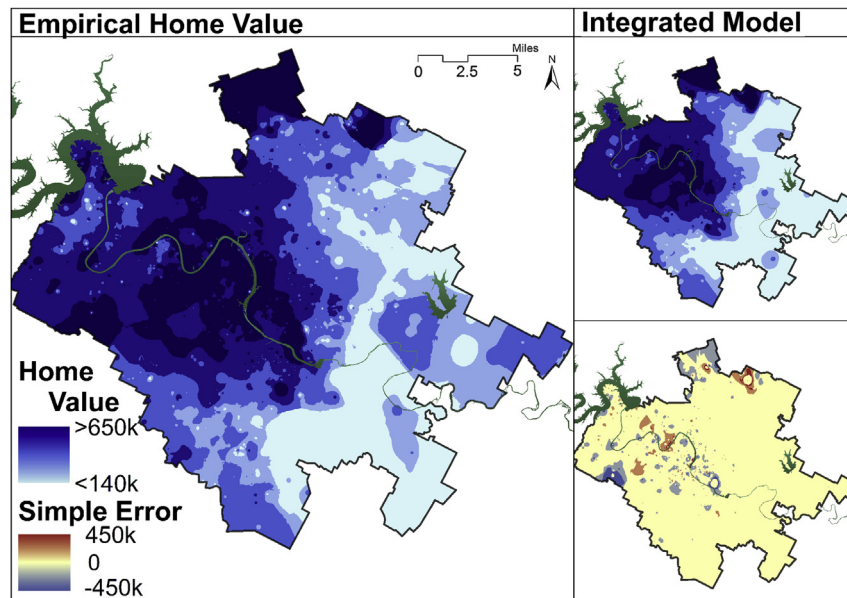 Empirical Home Value
Integrated Model
Miles
0 2.5 5
N
Home
Value
>650k
<140k
Simple Error
450k
0
-450k